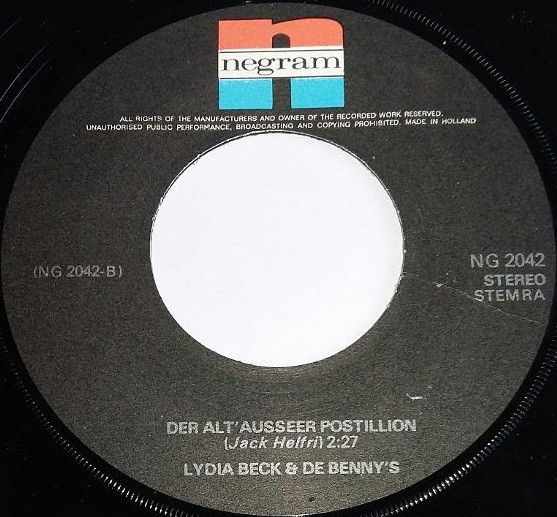 negram
ALL RIGHTS OF THE MANUFACTURERS AND OWNER OF THE RECORDED WORK RESERVED.
UNAUTHORISED PUBLIC PERFORMANCE, BROADCASTING AND COPYING PROHIBITED. MADE IN HOLLAND
(NG 2042-B)
NG 2042
STEREO
STEMRA
DER ALT'AUSSEER POSTILLION
(Jack Helfri) 2:27
LYDIA BECK & DE BENNY'S